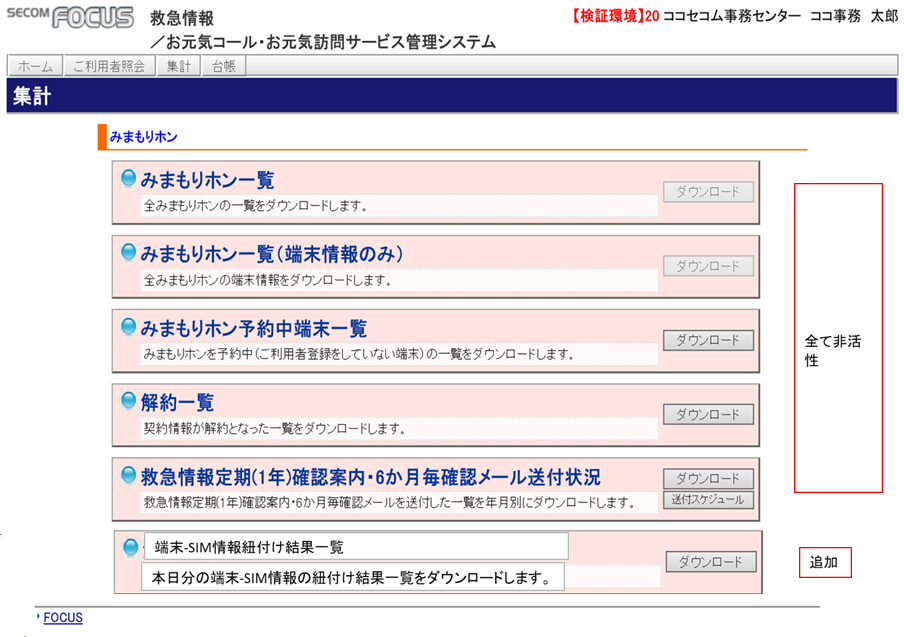 SECOM FOCUS
救急情報
／お元気コール・お元気訪問サービス管理システム
【検証環境】20 ココセコム事務センター ココ事務 太郎
ホーム ご利用者照会 集計 台帳
集計
みまもりホン
みまもりホン一覧
全みまもりホンの一覧をダウンロードします。
ダウンロード
みまもりホン一覧（端末情報のみ）
全みまもりホンの端末情報をダウンロードします。
ダウンロード
みまもりホン予約中端末一覧
みまもりホンを予約中（ご利用者登録をしていない端末）の一覧をダウンロードします。
ダウンロード
解約一覧
契約情報が解約となった一覧をダウンロードします。
ダウンロード
救急情報定期(1年)確認案内・6か月毎確認メール送付状況
救急情報定期(1年)確認案内・6か月毎確認メールを送付した一覧を年月別にダウンロードします。
ダウンロード
送付スケジュール
全て非活
性
端末-SIM情報紐付け結果一覧
本日分の端末-SIM情報の紐付け結果一覧をダウンロードします。
ダウンロード
追加
FOCUS